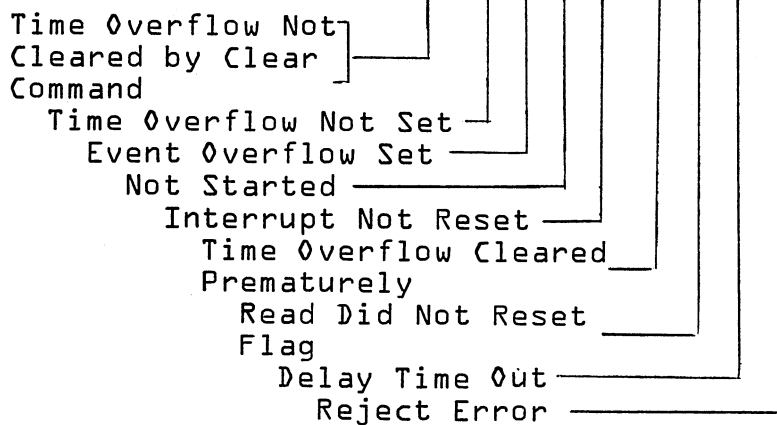 Time Overflow Not
Cleared by Clear
Command
Time Overflow Not Set
Event Overflow Set
Not Started
Interrupt Not Reset
Time Overflow Cleared
Prematurely
Read Did Not Reset
Flag
Delay Time Out
Reject Error